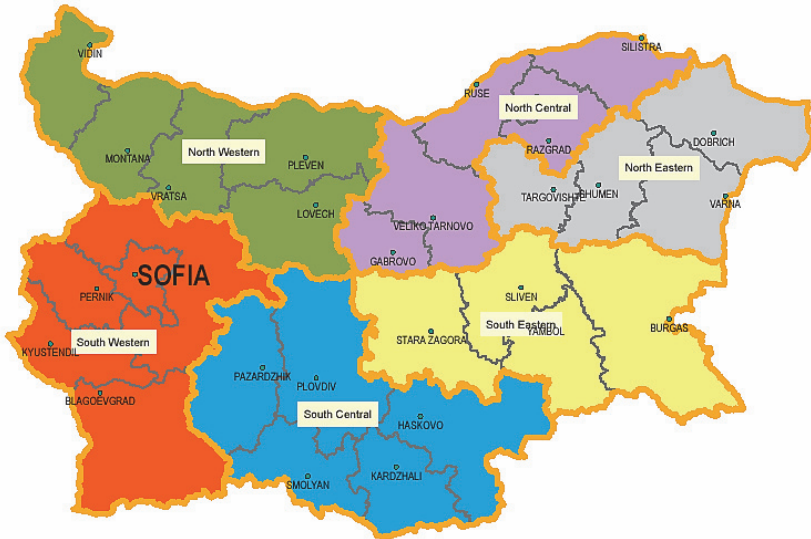 SILISTRA
VIDIN
RUSE
North Central
DOBRICH
RAZGRAD
North Western
MONTANA
PLEVEN
North Eastern
VRATSA
TARGOVISHTE
SHUMEN
VARNA
LOVECH
VELIKO TARNOVO
GABROVO
SOFIA
PERNIK
SLIVEN
South Eastern
YAMBOL
BURGAS
STARA ZAGORA
South Western
KYUSTENDIL
PAZARDZHIK
PLOVDIV
BLAGOEVGRAD
South Central
HASKOVO
KARDZHALI
SMOLYAN